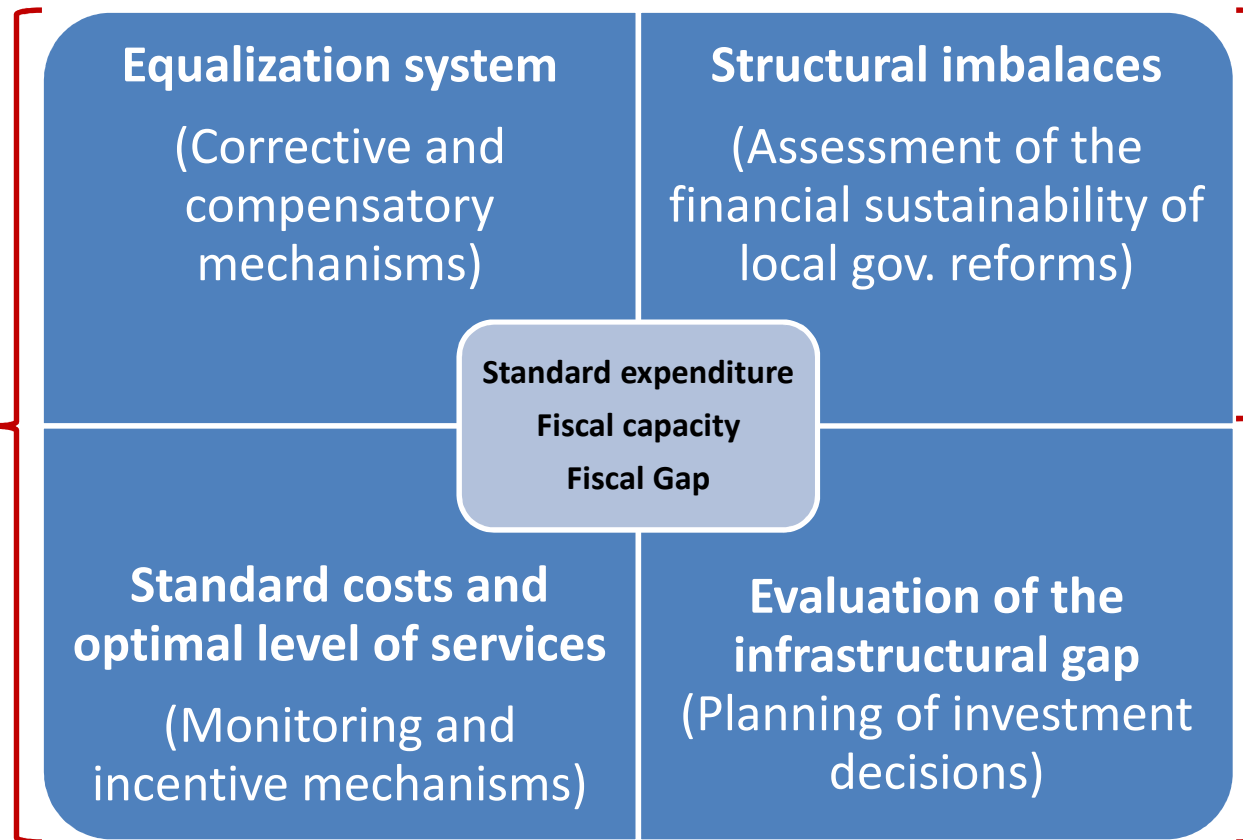 Equalization system
(Corrective and
compensatory
mechanisms)
Structural imbalaces
(Assessment of the
financial sustainability of
local gov. reforms)
Standard expenditure
Fiscal capacity
Fiscal Gap
Standard costs and
optimal level of services
(Monitoring and
incentive mechanisms)
Evaluation of the
infrastructural gap
(Planning of investment
decisions)